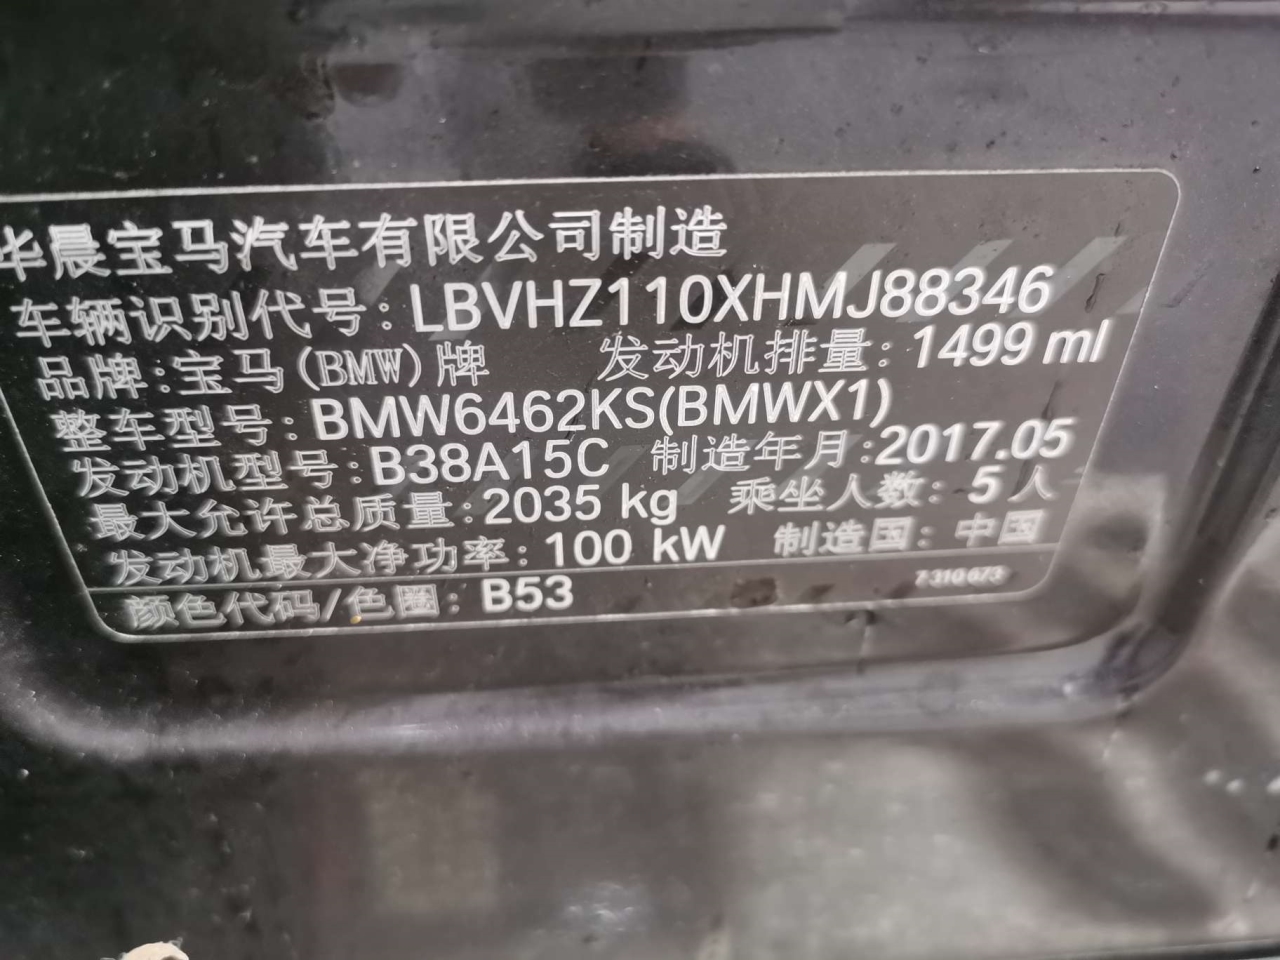 华晨宝马汽车有限公司制造
车辆识别代号: LBVHZ110XHMJ88346
品牌:宝马(BMW)牌 发动机排量: 1499 ml
整车型号: BMW6462KS(BMWX1)
发动机型号: B38A15C 制造年月:2017.05
最大允许总质量: 2035 kg 乘坐人数: 5人
发动机最大净功率: 100 kW 制造国: 中国
颜色代码/色圈: B53 7 310 673